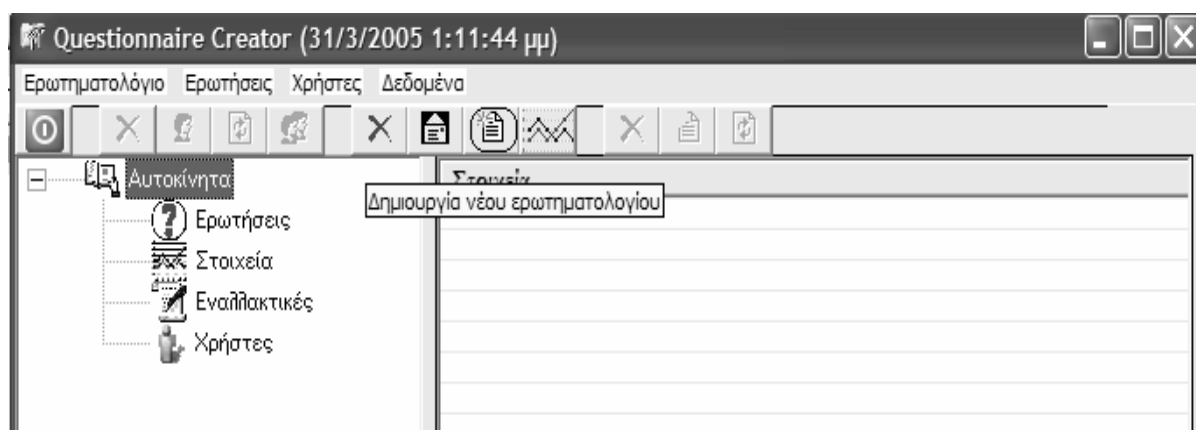 Questionnaire Creator (31/3/2005 1:11:44 μμ)
Ερωτηματολόγιο Ερωτήσεις Χρήστες Δεδομένα
Αυτοκίνητα
Στοιχεία
Δημιουργία νέου ερωτηματολογίου
Ερωτήσεις
Στοιχεία
Εναλλακτικές
Χρήστες